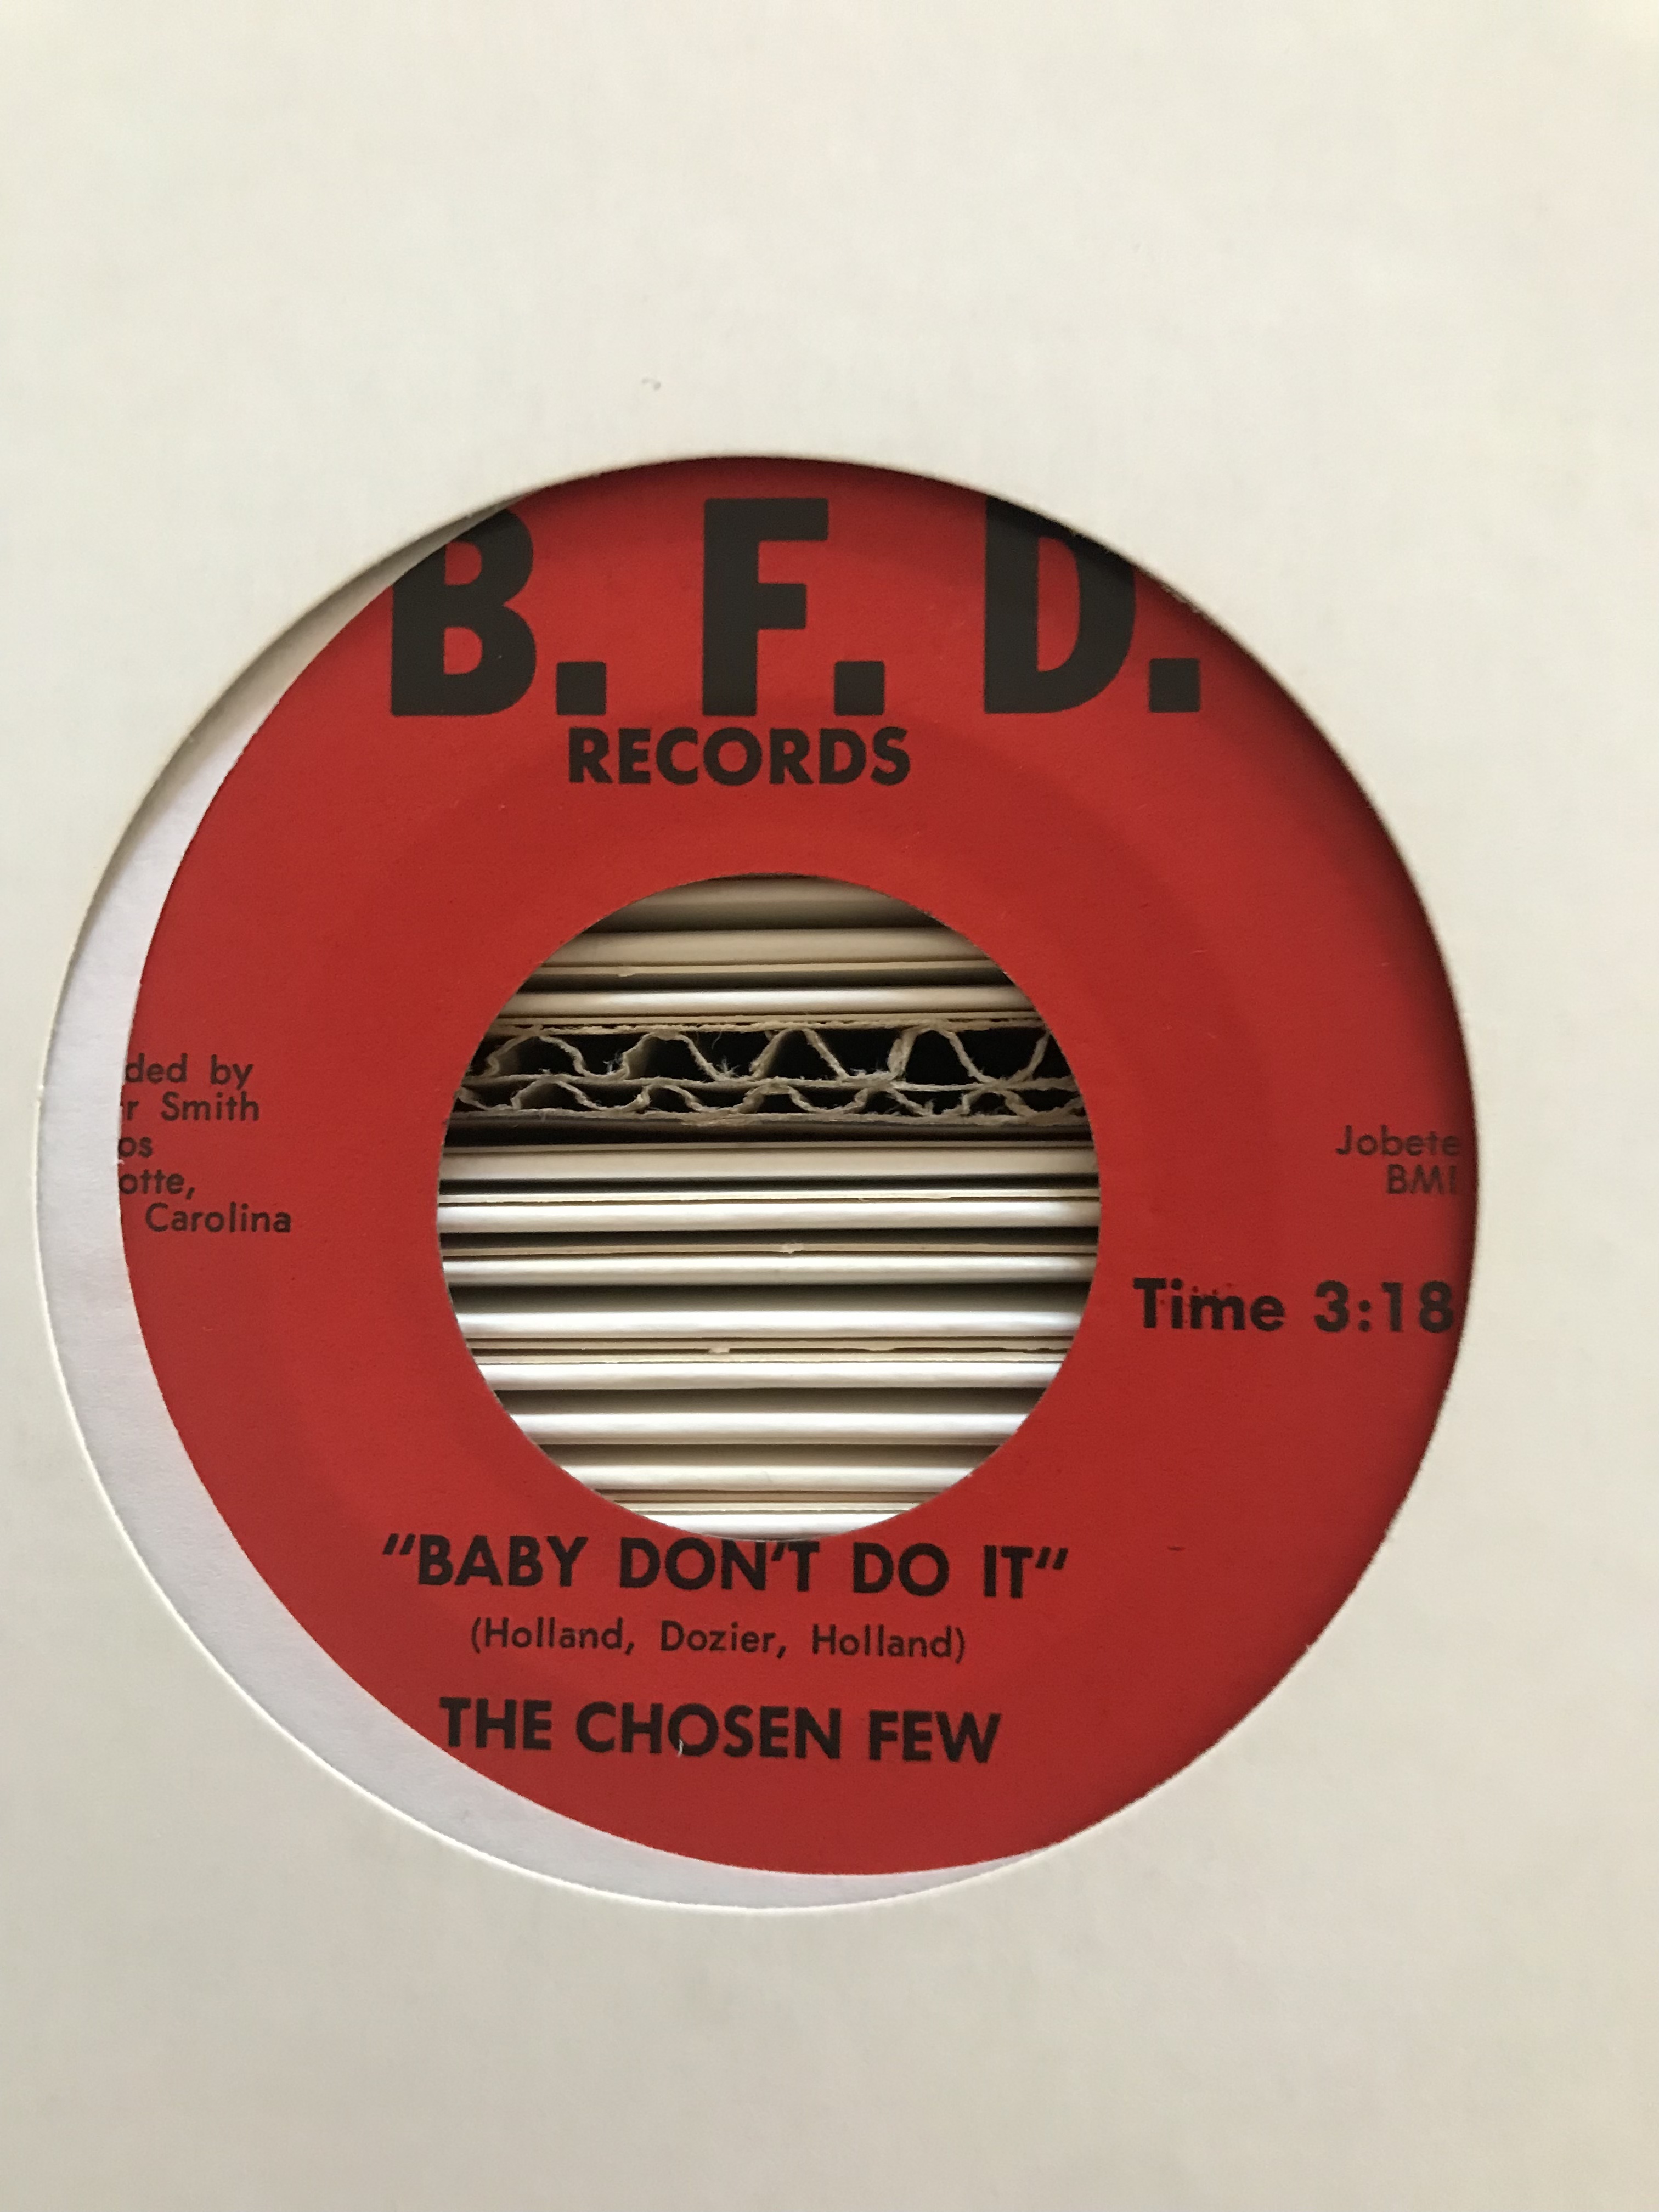 B. F. D.
RECORDS
ded by
r Smith
os
otte,
Carolina
Jobete
BMI
Time 3:18
"BABY DON'T DO IT"
(Holland, Dozier, Holland)
THE CHOSEN FEW